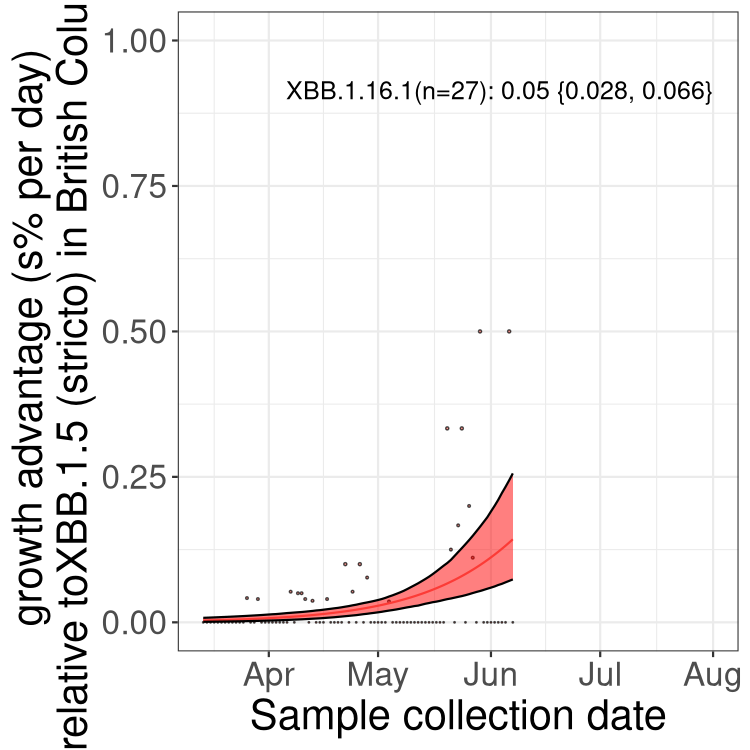 growth advantage (s% per day)
relative toXBB.1.5 (stricto) in British Colu
1.00
0.75
0.50
0.25
0.00
XBB.1.16.1(n=27): 0.05 {0.028, 0.066}
Apr May Jun Jul Aug
Sample collection date